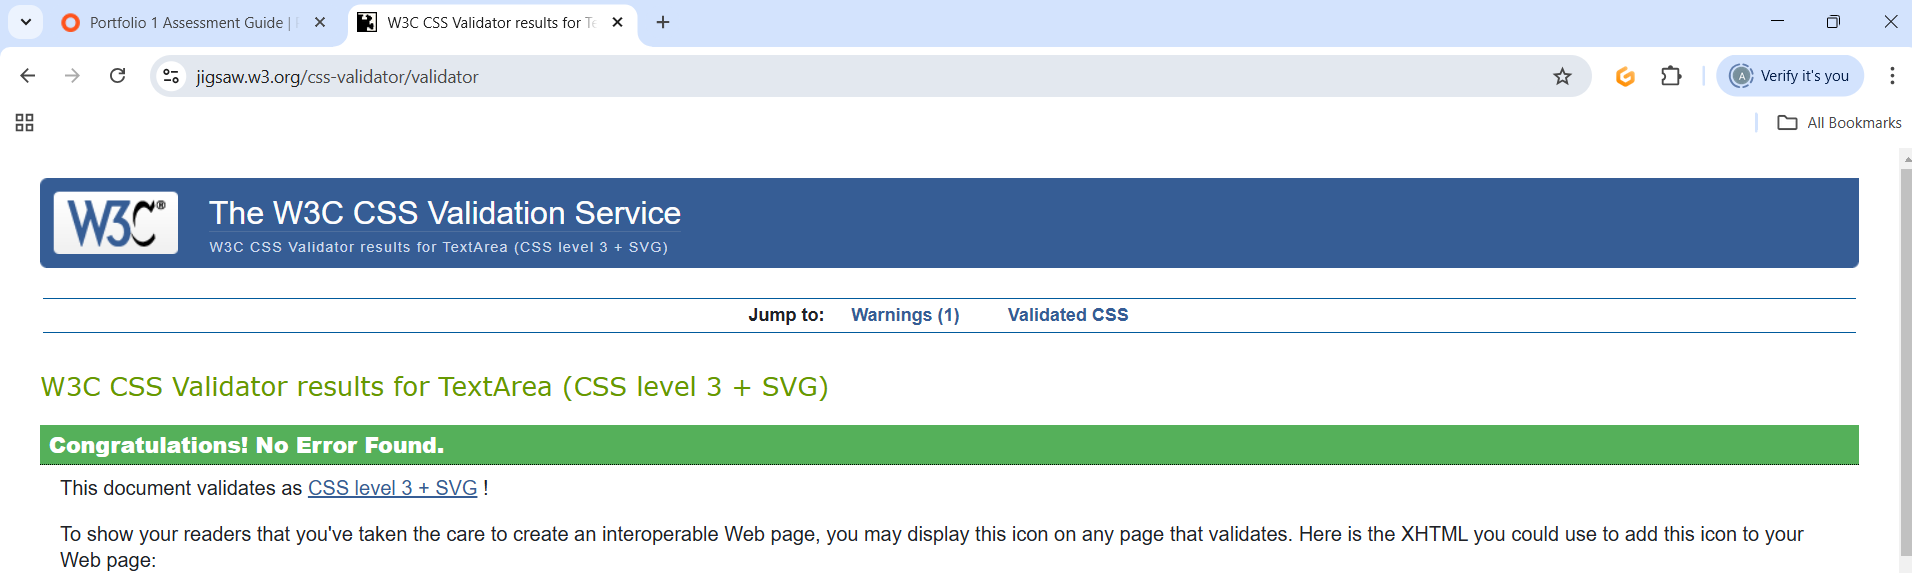 Portfolio 1 Assessment Guide |
W3C CSS Validator results for Te
jigsaw.w3.org/css-validator/validator
A
Verify it's you
All Bookmarks
W3C®
The W3C CSS Validation Service
W3C CSS Validator results for TextArea (CSS level 3 + SVG)
Jump to: Warnings (1) Validated CSS
W3C CSS Validator results for TextArea (CSS level 3 + SVG)
Congratulations! No Error Found.
This document validates as CSS level 3 + SVG !
To show your readers that you've taken the care to create an interoperable Web page, you may display this icon on any page that validates. Here is the XHTML you could use to add this icon to your
Web page: